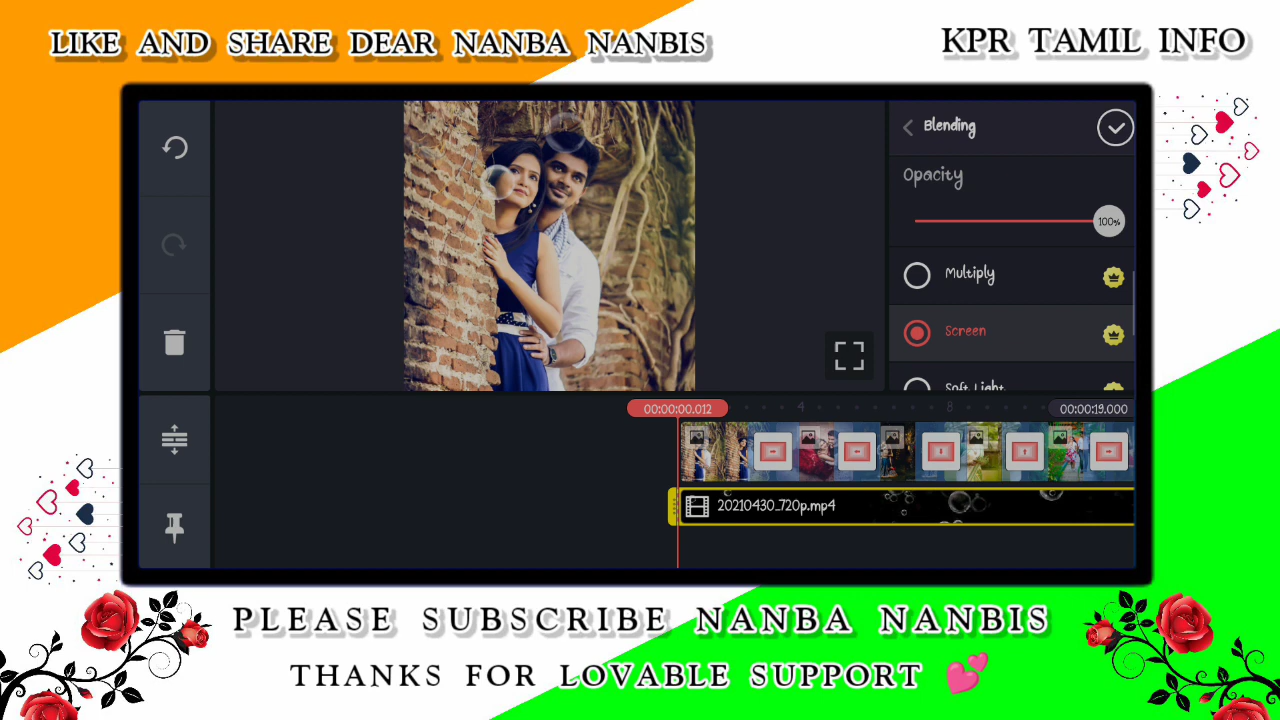 LIKE AND SHARE DEAR NANBA NANBIS
KPR TAMIL INFO
Blending
Opacity
100%
Multiply
Screen
Soft Light
00:00:00.012
4
8
00:00:19.000
20210430_720p.mp4
PLEASE SUBSCRIBE NANBA NANBIS
THANKS FOR LOVABLE SUPPORT 💕